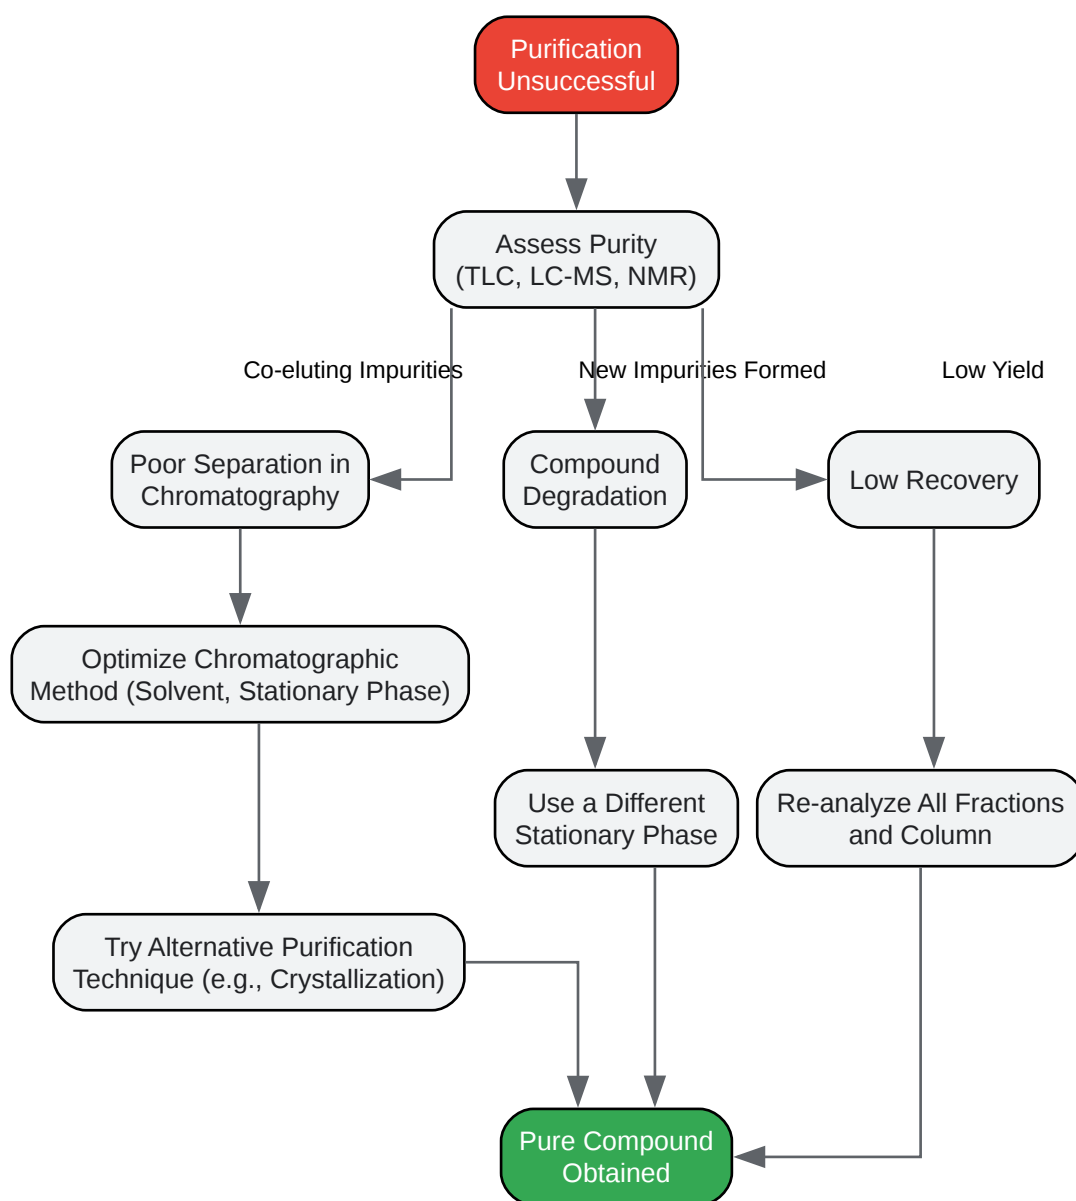 Purification
Unsuccessful
Assess Purity
(TLC, LC-MS, NMR)
Co-eluting Impurities
New Impurities Formed
Low Yield
Poor Separation in
Chromatography
Compound
Degradation
Low Recovery
Optimize Chromatographic
Method (Solvent, Stationary Phase)
Use a Different
Stationary Phase
Re-analyze All Fractions
and Column
Try Alternative Purification
Technique (e.g., Crystallization)
Pure Compound
Obtained